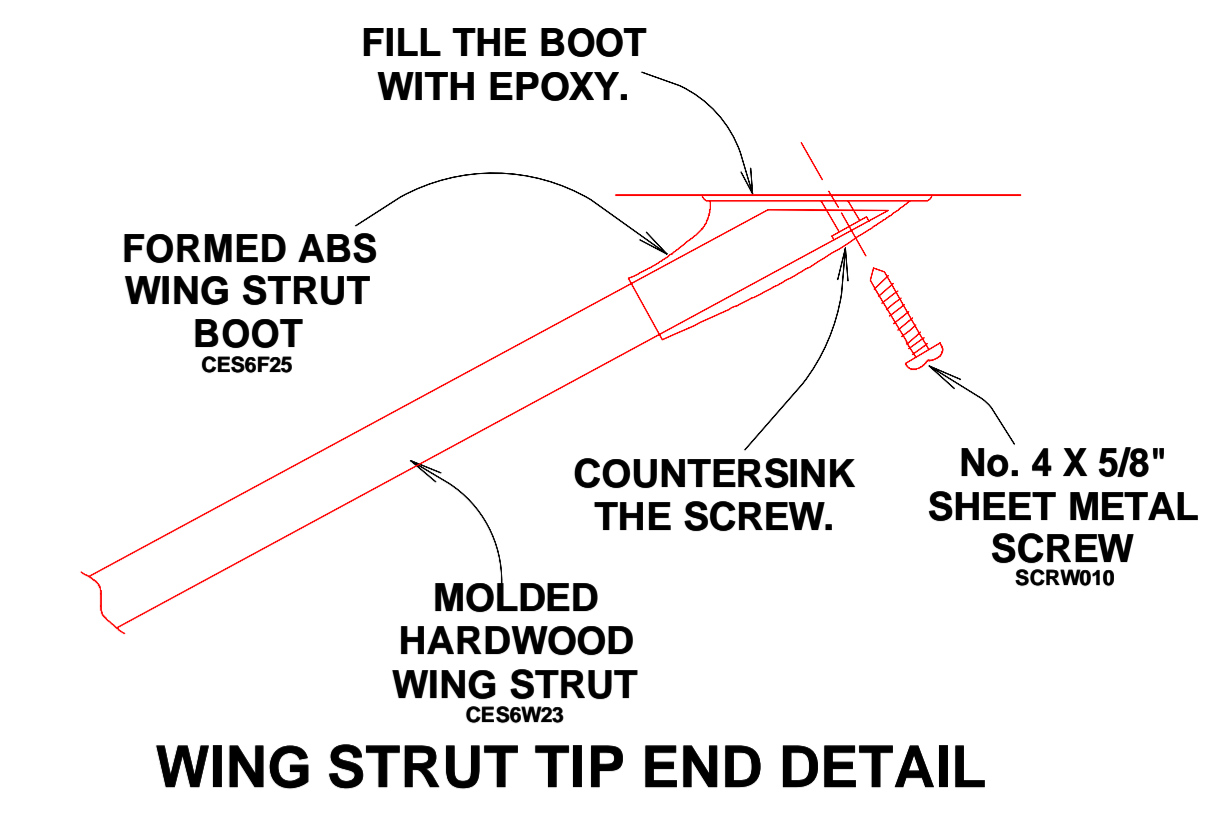 FILL THE BOOT
WITH EPOXY.
FORMED ABS
WING STRUT
BOOT
CES6F25
COUNTERSINK
THE SCREW.
No. 4 X 5/8"
SHEET METAL
SCREW
SCRW010
MOLDED
HARDWOOD
WING STRUT
CES6W23
WING STRUT TIP END DETAIL